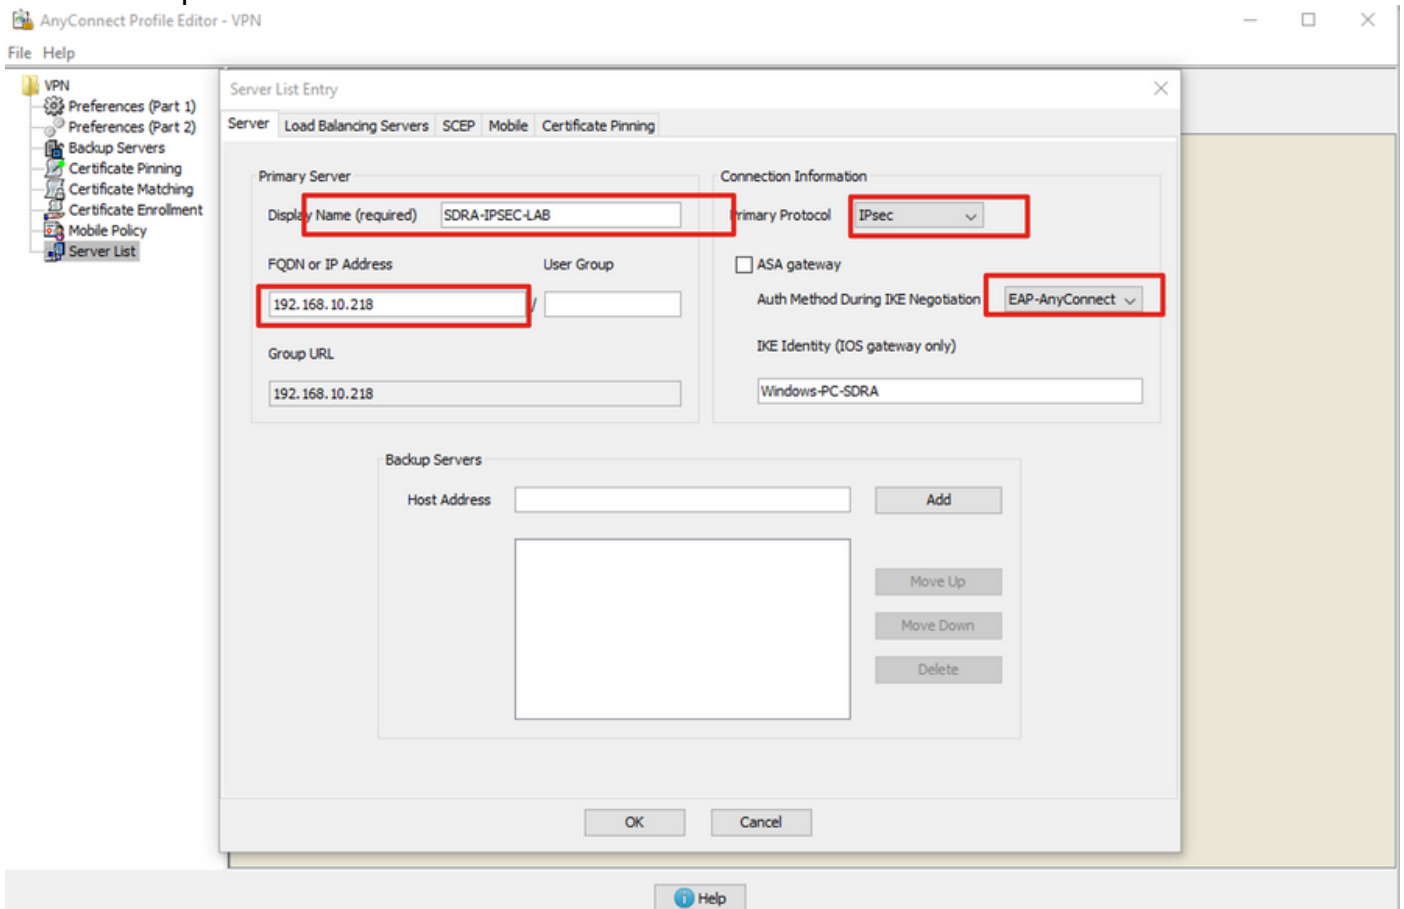 AnyConnect Profile Editor - VPN
File Help
VPN
Preferences (Part 1)
Preferences (Part 2)
Backup Servers
Certificate Pinning
Certificate Matching
Certificate Enrollment
Mobile Policy
Server List
Server List Entry
Server Load Balancing Servers SCEP Mobile Certificate Pinning
Primary Server
Display Name (required) SDRA-IPSEC-LAB
FQDN or IP Address User Group
192.168.10.218 /
Group URL
192.168.10.218
Connection Information
Primary Protocol IPsec
ASA gateway
Auth Method During IKE Negotiation EAP-AnyConnect
IKE Identity (IOS gateway only)
Windows-PC-SDRA
Backup Servers
Host Address Add
Move Up
Move Down
Delete
OK Cancel
Help